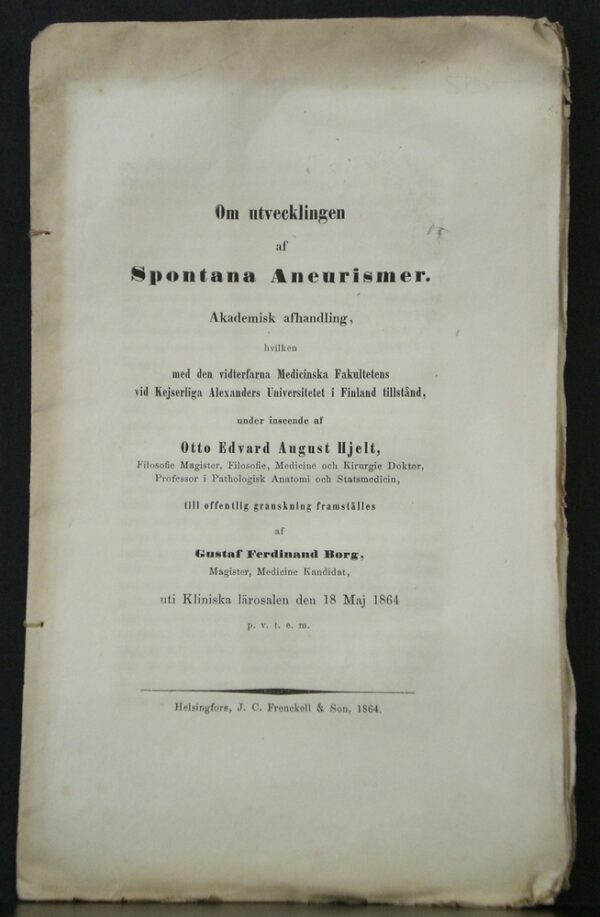 Om utvecklingen
af
Spontana Aneurismer.
Akademisk afhandling,
hvilken
med den vidterfarna Medicinska Fakultetens
vid Kejserliga Alexanders Universitetet i Finland tillstånd,
under inseende af
Otto Edvard August Hjelt,
Filosofie Magister, Filosofie, Medicine och Kirurgie Doktor,
Professor i Pathologisk Anatomi och Statsmedicin,
till offentlig granskning framställes
af
Gustaf Ferdinand Borg,
Magister, Medicine Kandidat,
uti Kliniska lärosalen den 18 Maj 1864
p. v. t. e. m.
Helsingfors, J. C. Frenckell & Son, 1864.